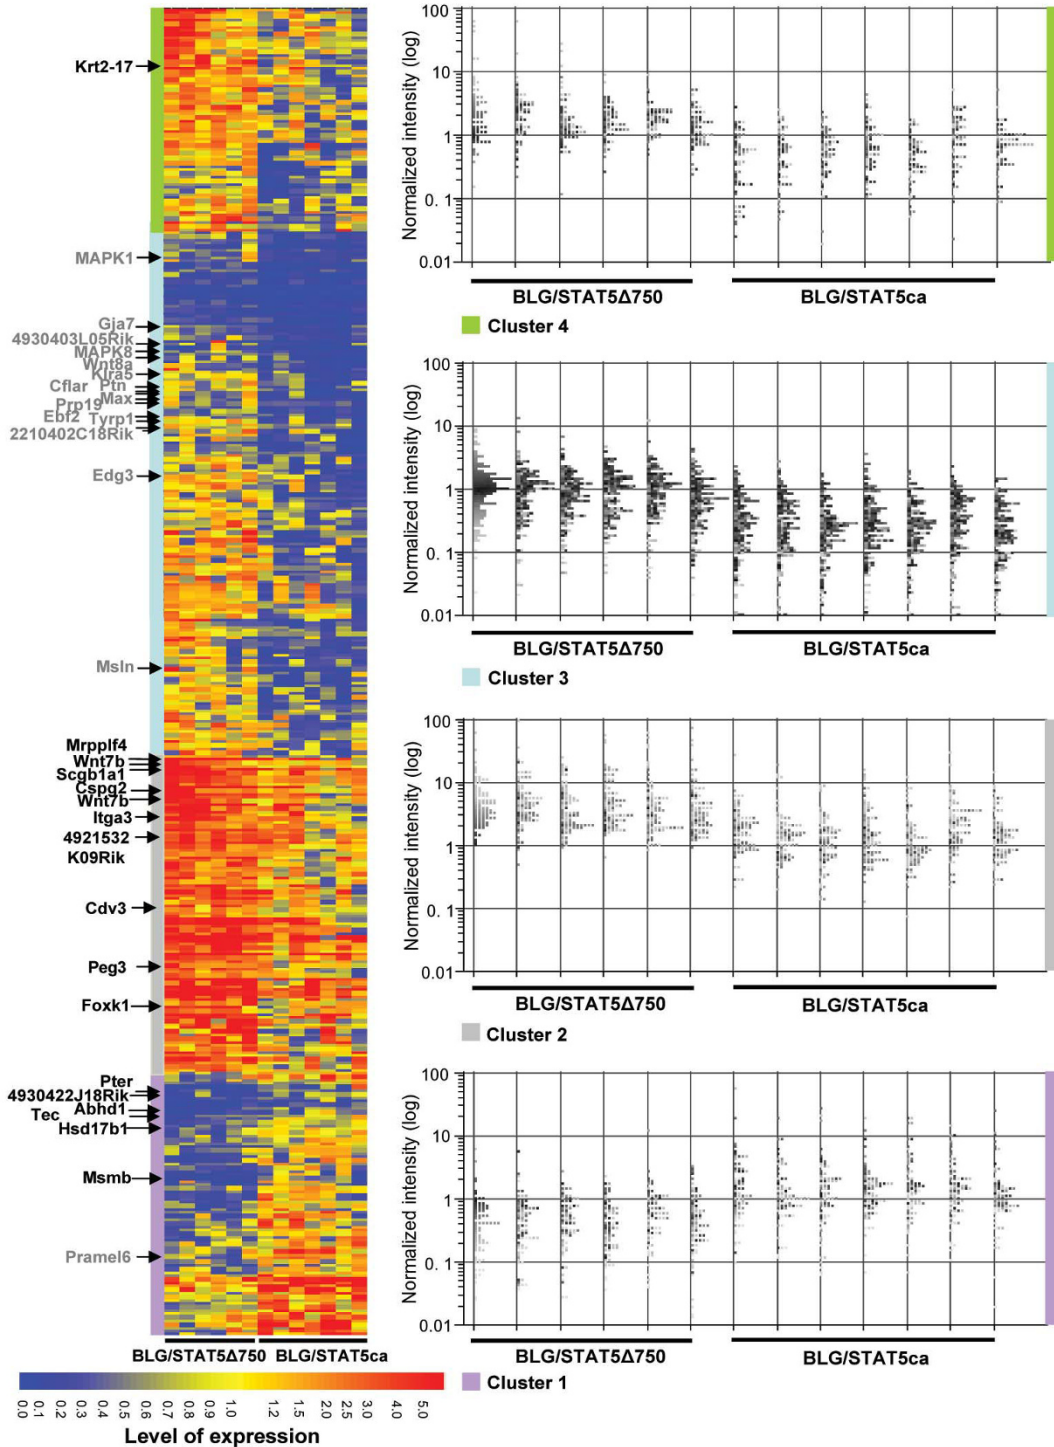 Krt2-17
MAPK1
Gja7
4930403L05Rik
MAPK8
Wnt8a
Klra5
Cflar Ptn
Max
Prp19
Ebf2 Tyrp1
2210402C18Rik
Edg3
Msln
Mrpplf4
Wnt7b
Scgb1a1
Cspg2
Wnt7b
Itga3
4921532
K09Rik
Cdv3
Peg3
Foxk1
Pter
4930422J18Rik
Abhd1
Tec
Hsd17b1
Msmb
Pramel6
BLG/STAT5Δ750 BLG/STAT5ca
0.0 0.1 0.4 0.5 0.6 0.7 0.8 0.9 1.0 1.2 1.5 2.0 2.5 3.0 4.0 5.0
Level of expression
Normalized intensity (log)
100
10
1
0.1
0.01
BLG/STAT5Δ750 BLG/STAT5ca
Cluster 4
Normalized intensity (log)
100
10
1
0.1
0.01
BLG/STAT5Δ750 BLG/STAT5ca
Cluster 3
Normalized intensity (log)
100
10
1
0.1
0.01
BLG/STAT5Δ750 BLG/STAT5ca
Cluster 2
Normalized intensity (log)
100
10
1
0.1
0.01
BLG/STAT5Δ750 BLG/STAT5ca
Cluster 1